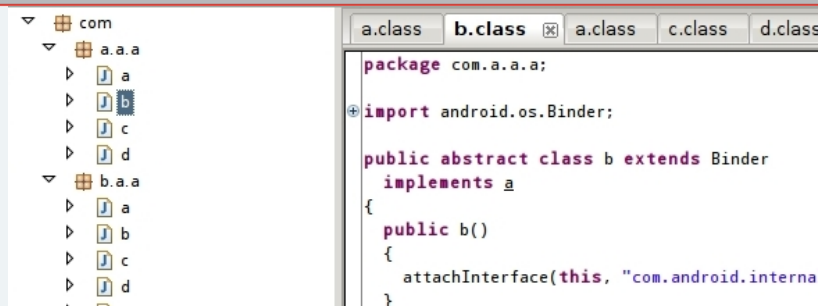 com
a.a.a
a
b
c
d
b.a.a
a
b
c
d
a.class b.class a.class c.class d.class
package com.a.a.a;
import android.os.Binder;
public abstract class b extends Binder
implements a
{
public b()
{
attachInterface(this, "com.android.interna
}